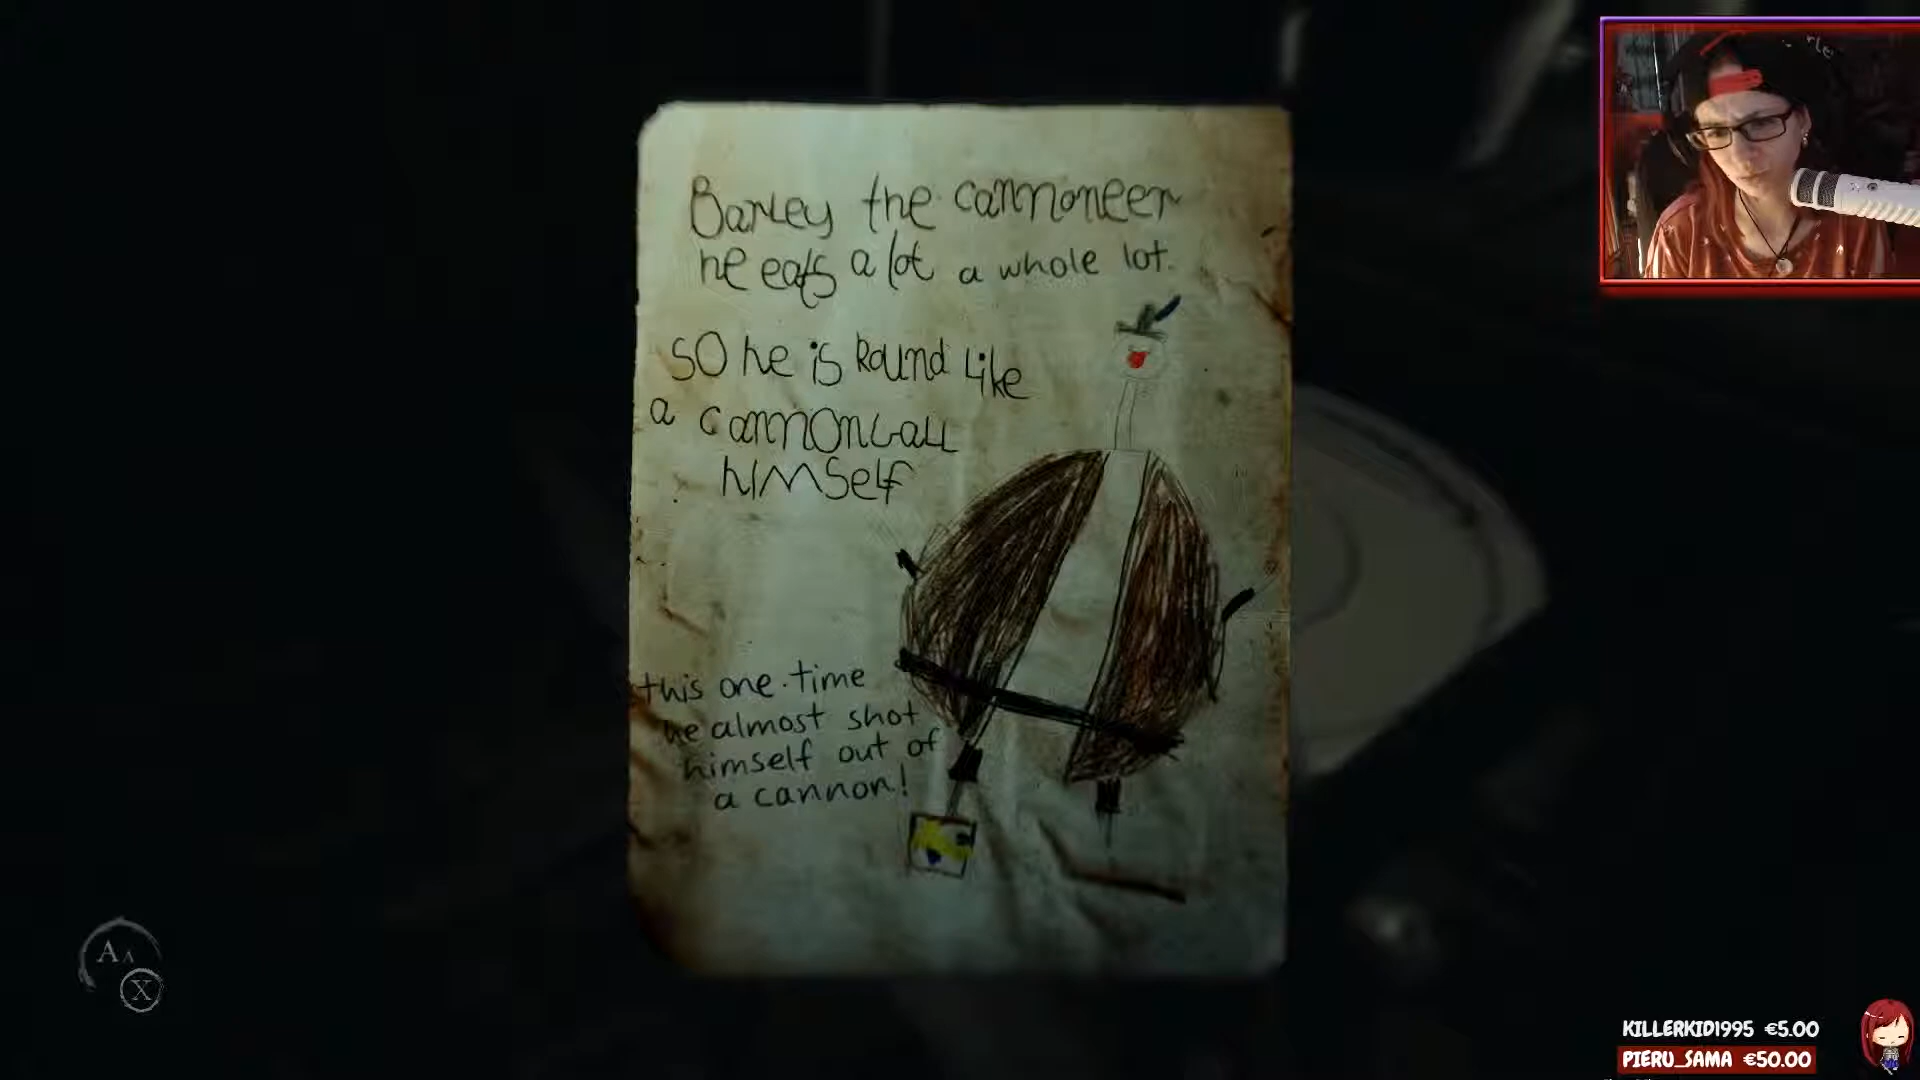 Barley the cannoneer
he eats a lot a whole lot.
so he is Round Like
a cannonball
himself
this one time
he almost shot
himself out of
a cannon!
A A
X
KILLERKID1995 €5.00
PIERU_SAMA €50.00